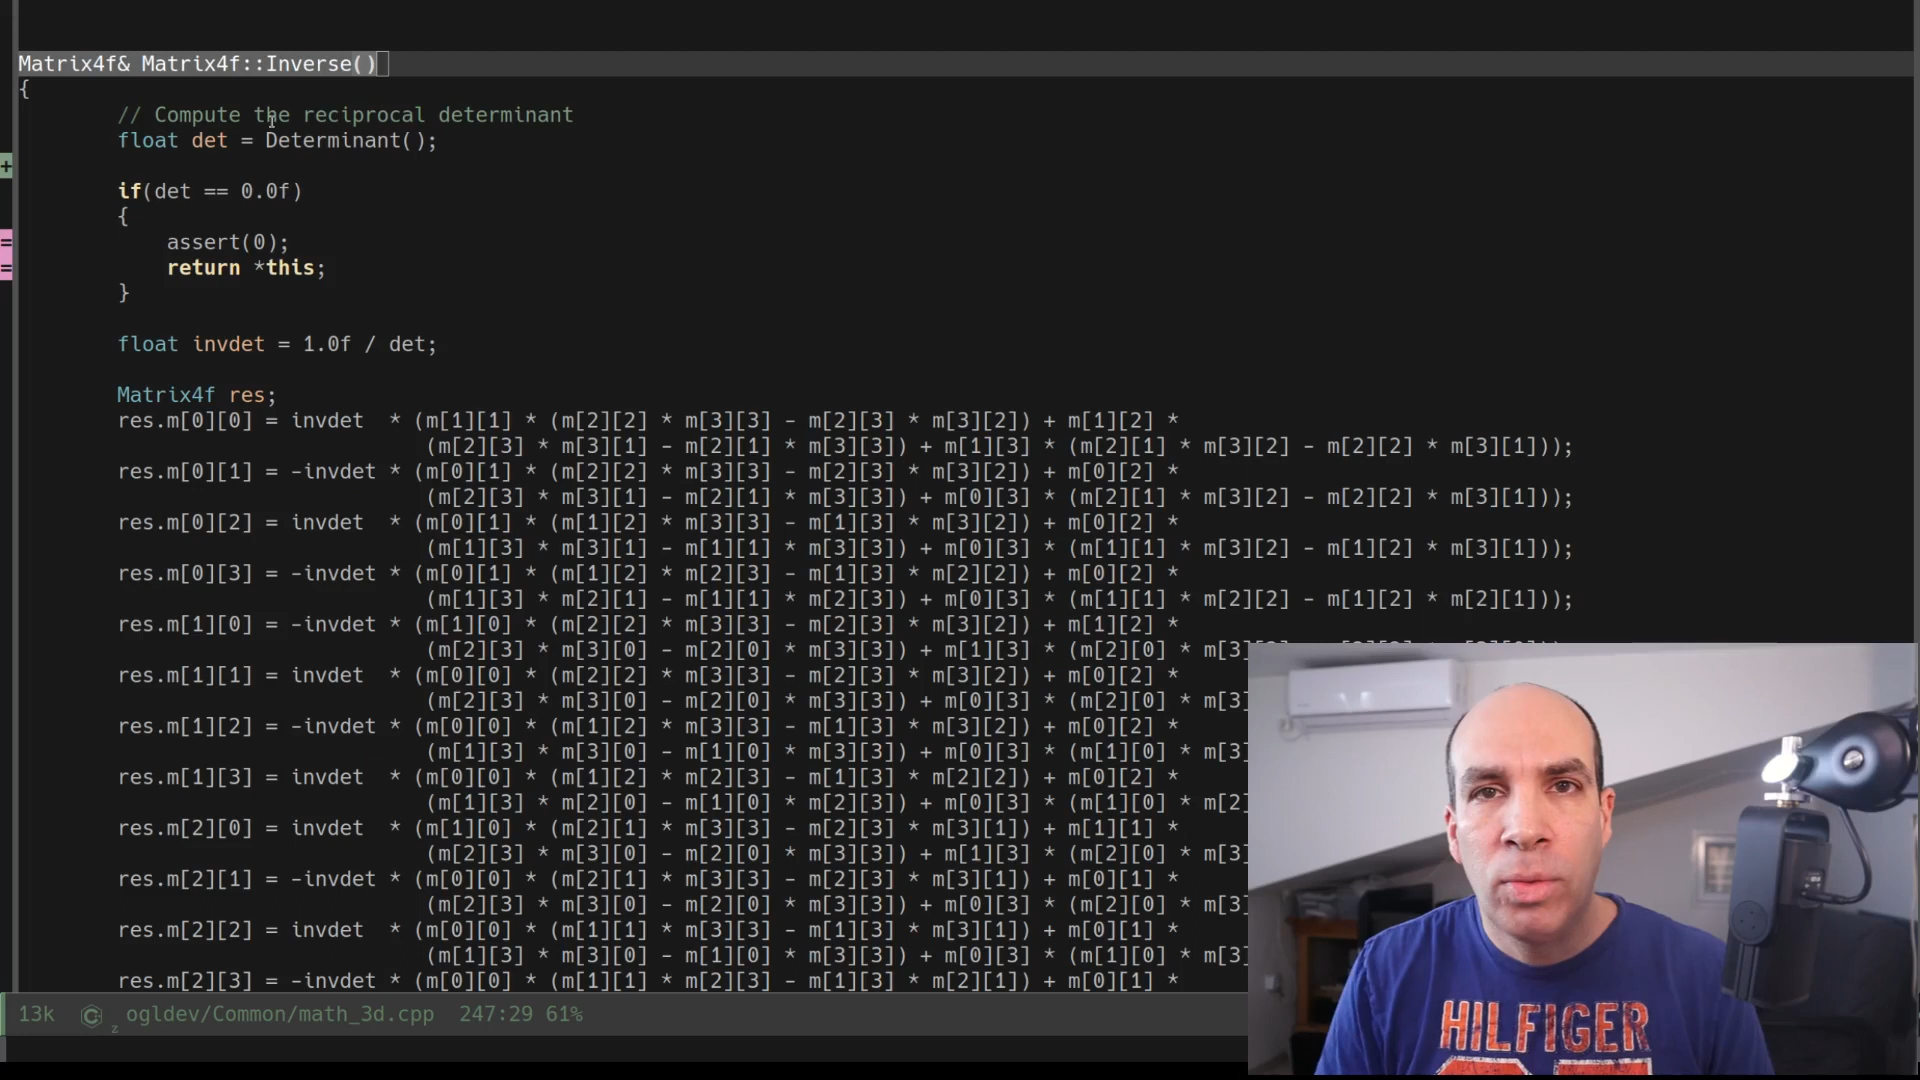 Matrix4f& Matrix4f::Inverse()
{
// Compute the reciprocal determinant
float det = Determinant();
+
if(det == 0.0f)
{
= assert(0);
= return *this;
}
float invdet = 1.0f / det;
Matrix4f res;
res.m[0][0] = invdet  * (m[1][1] * (m[2][2] * m[3][3] - m[2][3] * m[3][2]) + m[1][2] *
(m[2][3] * m[3][1] - m[2][1] * m[3][3]) + m[1][3] * (m[2][1] * m[3][2] - m[2][2] * m[3][1]));
res.m[0][1] = -invdet * (m[0][1] * (m[2][2] * m[3][3] - m[2][3] * m[3][2]) + m[0][2] *
(m[2][3] * m[3][1] - m[2][1] * m[3][3]) + m[0][3] * (m[2][1] * m[3][2] - m[2][2] * m[3][1]));
res.m[0][2] = invdet  * (m[0][1] * (m[1][2] * m[3][3] - m[1][3] * m[3][2]) + m[0][2] *
(m[1][3] * m[3][1] - m[1][1] * m[3][3]) + m[0][3] * (m[1][1] * m[3][2] - m[1][2] * m[3][1]));
res.m[0][3] = -invdet * (m[0][1] * (m[1][2] * m[2][3] - m[1][3] * m[2][2]) + m[0][2] *
(m[1][3] * m[2][1] - m[1][1] * m[2][3]) + m[0][3] * (m[1][1] * m[2][2] - m[1][2] * m[2][1]));
res.m[1][0] = -invdet * (m[1][0] * (m[2][2] * m[3][3] - m[2][3] * m[3][2]) + m[1][2] *
(m[2][3] * m[3][0] - m[2][0] * m[3][3]) + m[1][3] * (m[2][0] * m[3]
res.m[1][1] = invdet  * (m[0][0] * (m[2][2] * m[3][3] - m[2][3] * m[3][2]) + m[0][2] *
(m[2][3] * m[3][0] - m[2][0] * m[3][3]) + m[0][3] * (m[2][0] * m[3]
res.m[1][2] = -invdet * (m[0][0] * (m[1][2] * m[3][3] - m[1][3] * m[3][2]) + m[0][2] *
(m[1][3] * m[3][0] - m[1][0] * m[3][3]) + m[0][3] * (m[1][0] * m[3]
res.m[1][3] = invdet  * (m[0][0] * (m[1][2] * m[2][3] - m[1][3] * m[2][2]) + m[0][2] *
(m[1][3] * m[2][0] - m[1][0] * m[2][3]) + m[0][3] * (m[1][0] * m[2]
res.m[2][0] = invdet  * (m[1][0] * (m[2][1] * m[3][3] - m[2][3] * m[3][1]) + m[1][1] *
(m[2][3] * m[3][0] - m[2][0] * m[3][3]) + m[1][3] * (m[2][0] * m[3]
res.m[2][1] = -invdet * (m[0][0] * (m[2][1] * m[3][3] - m[2][3] * m[3][1]) + m[0][1] *
(m[2][3] * m[3][0] - m[2][0] * m[3][3]) + m[0][3] * (m[2][0] * m[3]
res.m[2][2] = invdet  * (m[0][0] * (m[1][1] * m[3][3] - m[1][3] * m[3][1]) + m[0][1] *
(m[1][3] * m[3][0] - m[1][0] * m[3][3]) + m[0][3] * (m[1][0] * m[3]
res.m[2][3] = -invdet * (m[0][0] * (m[1][1] * m[2][3] - m[1][3] * m[2][1]) + m[0][1] *
13k C z ogldev/Common/math_3d.cpp 247:29 61%
HILFIGER